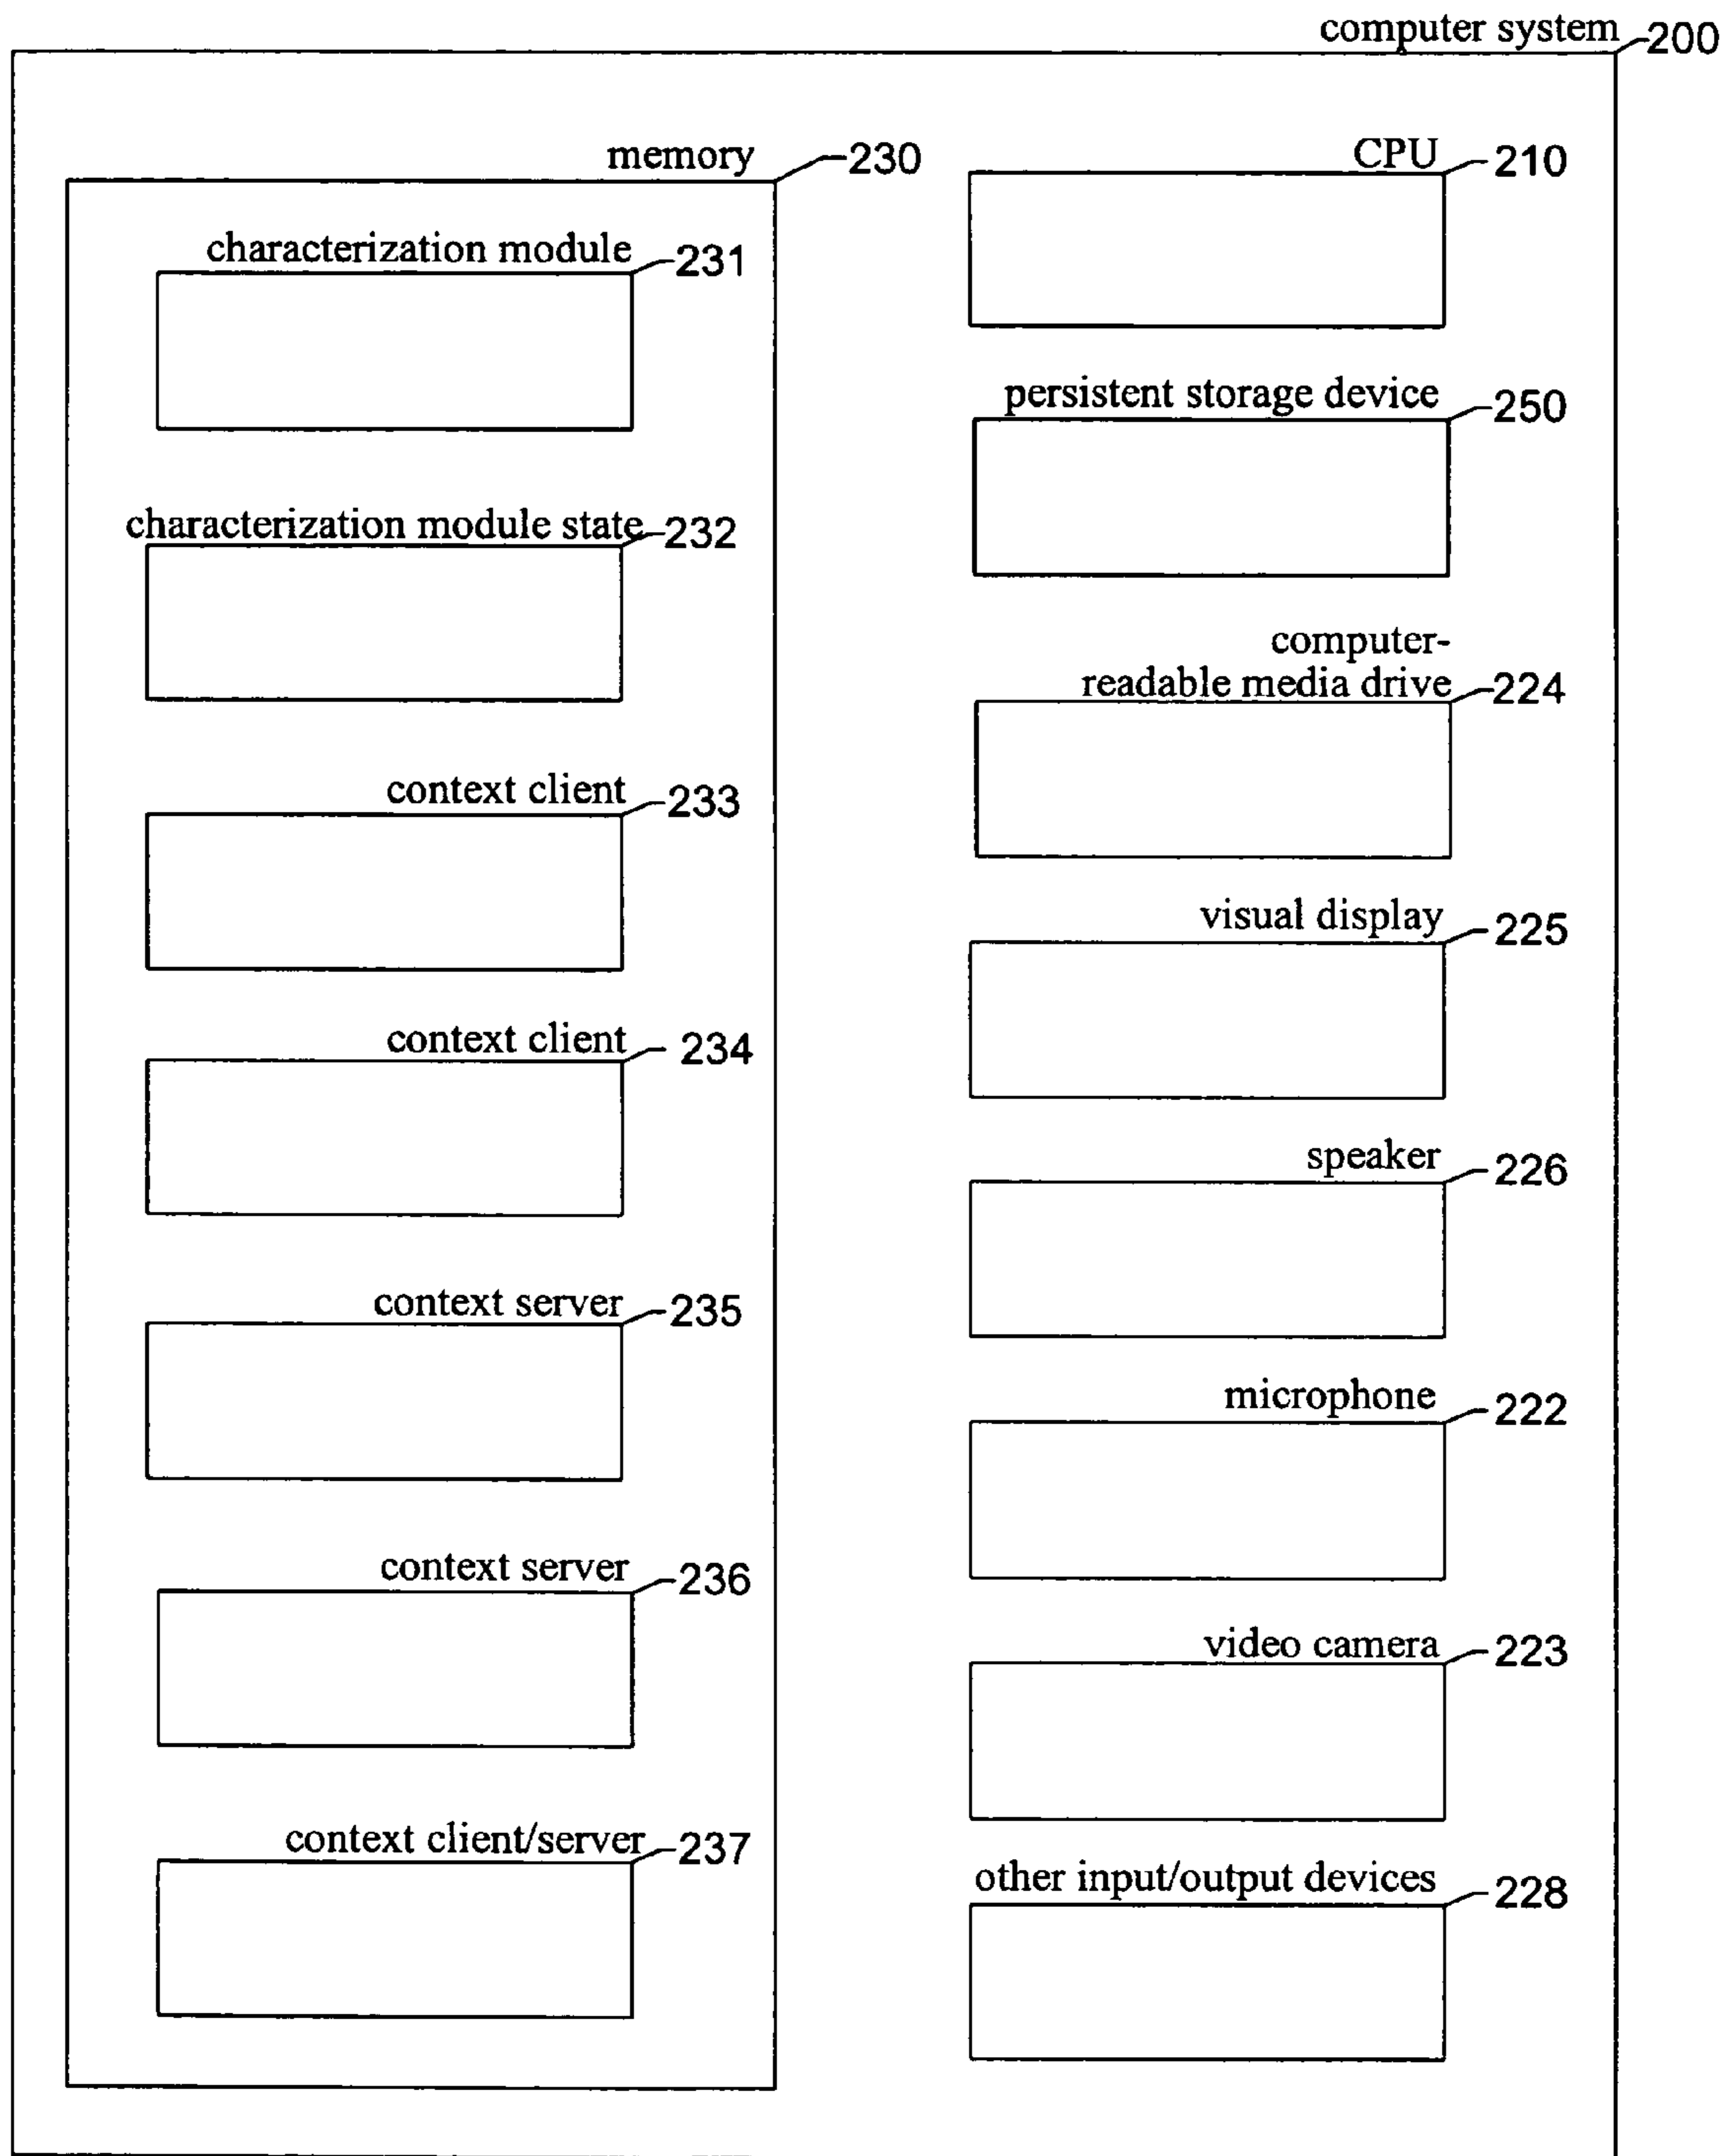 computer system 200
memory 230
characterization module 231
characterization module state 232
context client 233
context client 234
context server 235
context server 236
context client/server 237
CPU 210
persistent storage device 250
computer-
readable media drive 224
visual display 225
speaker 226
microphone 222
video camera 223
other input/output devices 228